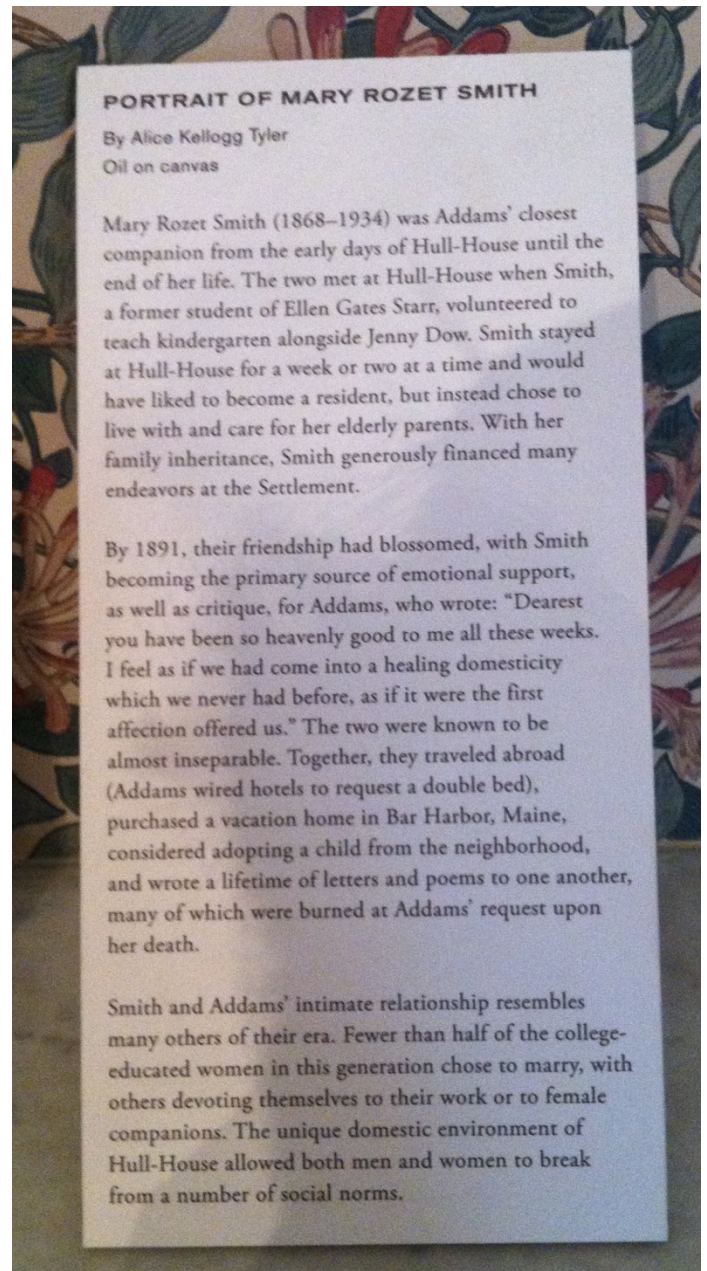 PORTRAIT OF MARY ROZET SMITH
By Alice Kellogg Tyler
Oil on canvas
Mary Rozet Smith (1868–1934) was Addams’ closest
companion from the early days of Hull-House until the
end of her life. The two met at Hull-House when Smith,
a former student of Ellen Gates Starr, volunteered to
teach kindergarten alongside Jenny Dow. Smith stayed
at Hull-House for a week or two at a time and would
have liked to become a resident, but instead chose to
live with and care for her elderly parents. With her
family inheritance, Smith generously financed many
endeavors at the Settlement.
By 1891, their friendship had blossomed, with Smith
becoming the primary source of emotional support,
as well as critique, for Addams, who wrote: “Dearest
you have been so heavenly good to me all these weeks.
I feel as if we had come into a healing domesticity
which we never had before, as if it were the first
affection offered us.” The two were known to be
almost inseparable. Together, they traveled abroad
(Addams wired hotels to request a double bed),
purchased a vacation home in Bar Harbor, Maine,
considered adopting a child from the neighborhood,
and wrote a lifetime of letters and poems to one another,
many of which were burned at Addams’ request upon
her death.
Smith and Addams’ intimate relationship resembles
many others of their era. Fewer than half of the college-
educated women in this generation chose to marry, with
others devoting themselves to their work or to female
companions. The unique domestic environment of
Hull-House allowed both men and women to break
from a number of social norms.